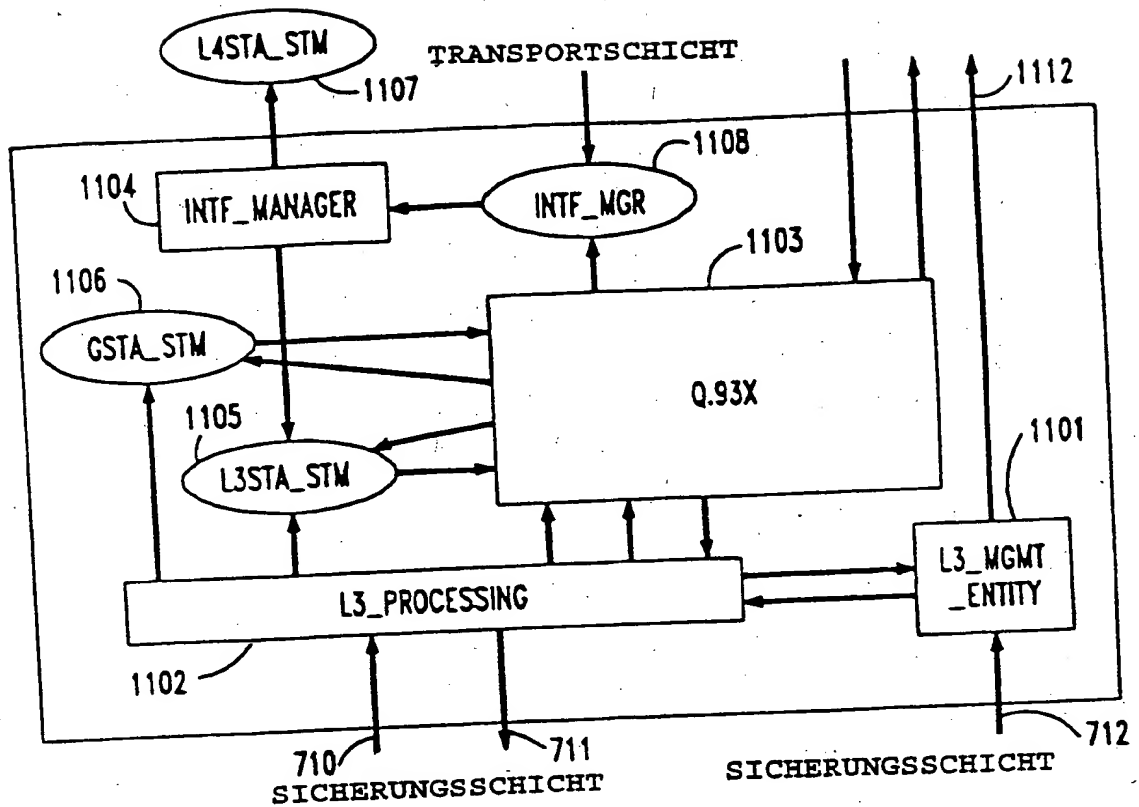 L4STA_STM
1107
TRANSPORTSCHICHT
1112
1104
INTF_MANAGER
1108
INTF_MGR
1103
1106
GSTA_STM
Q.93X
1105
L3STA_STM
1101
L3_MGMT
_ENTITY
L3_PROCESSING
1102
710
711
712
SICHERUNGSSCHICHT
SICHERUNGSSCHICHT